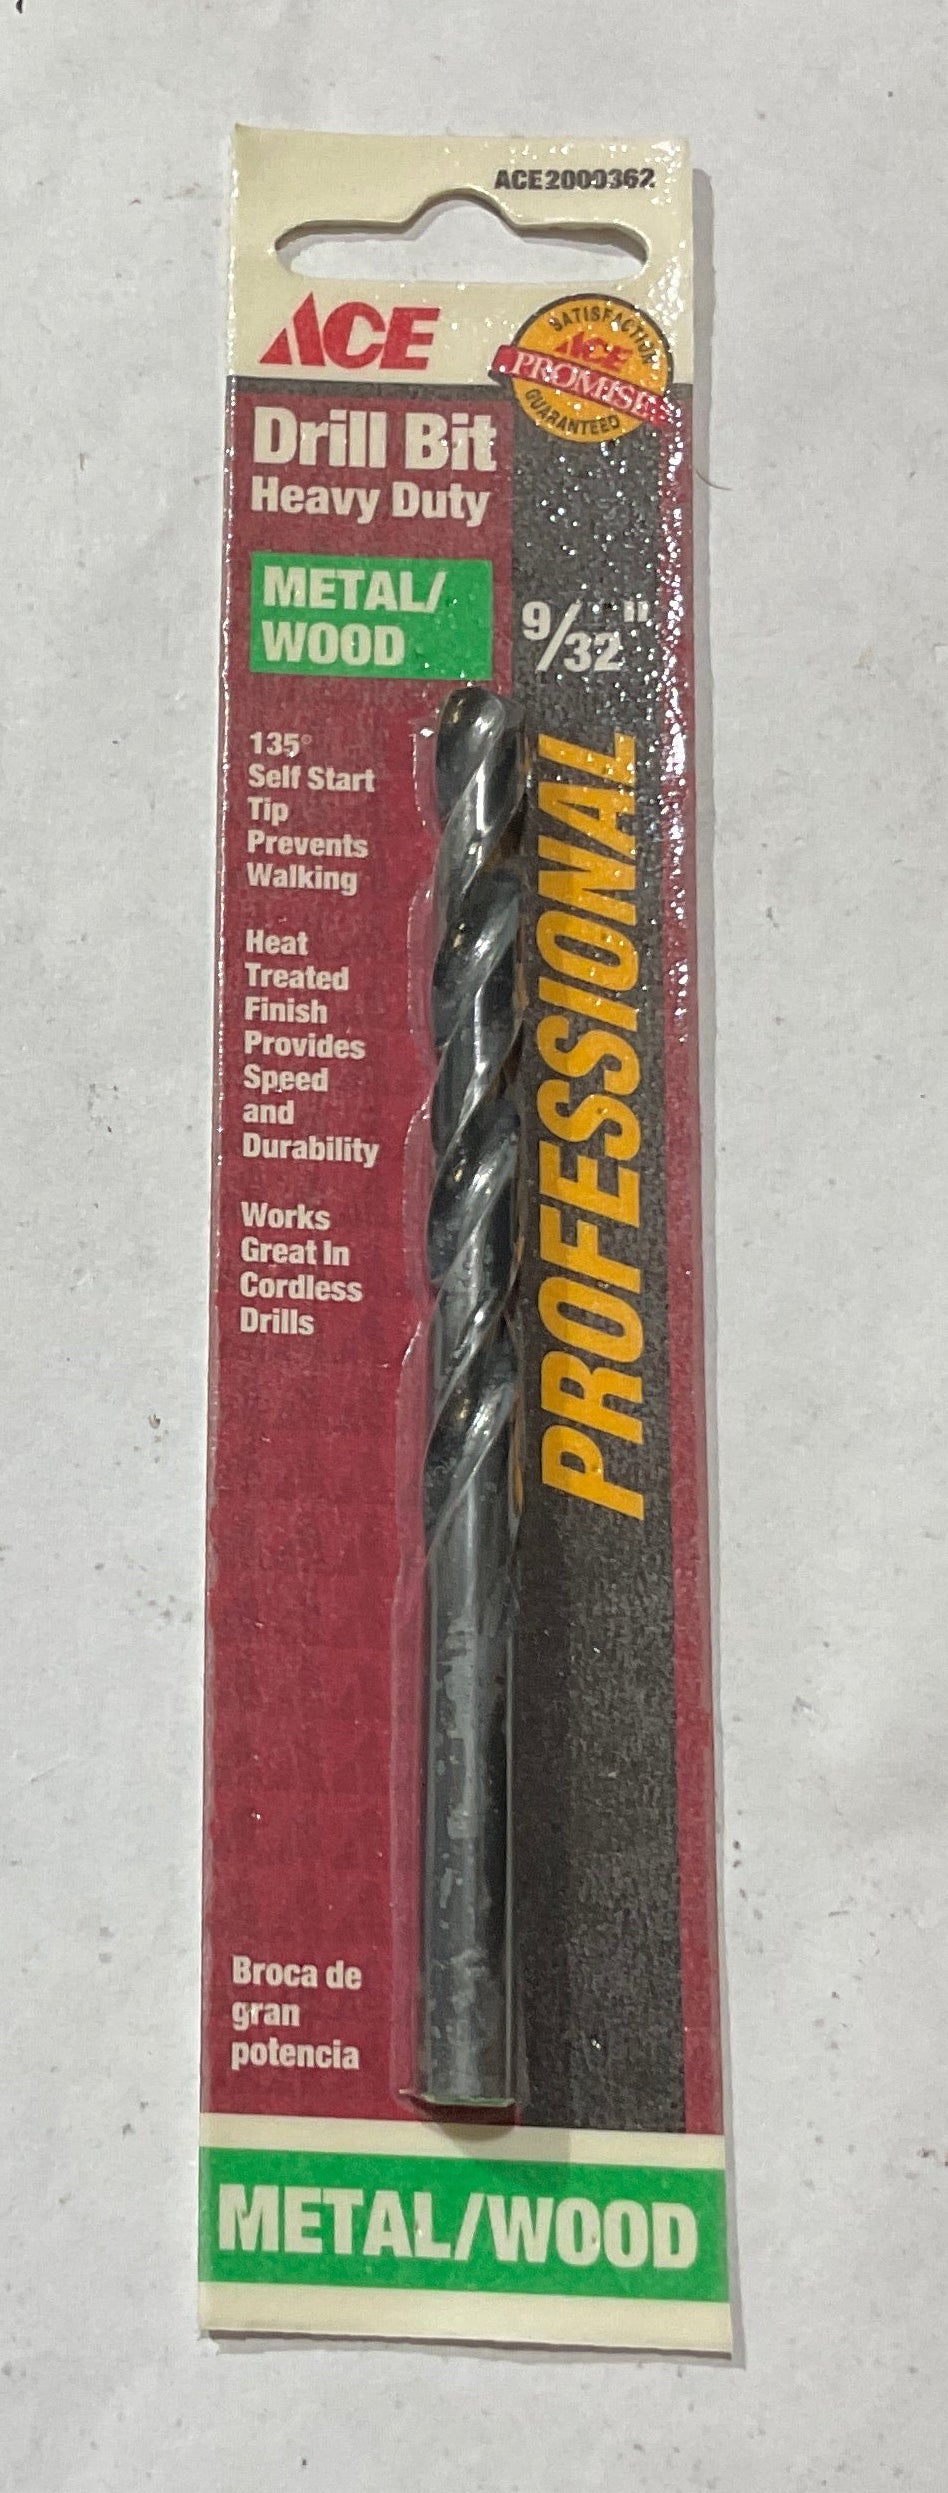 ACE2000362
ACE
SATISFACTION
ACE
PROMISE
GUARANTEED
Drill Bit
Heavy Duty
METAL/
WOOD
9/32"
135°
Self Start
Tip
Prevents
Walking
Heat
Treated
Finish
Provides
Speed
and
Durability
Works
Great In
Cordless
Drills
PROFESSIONAL
Broca de
gran
potencia
METAL/WOOD